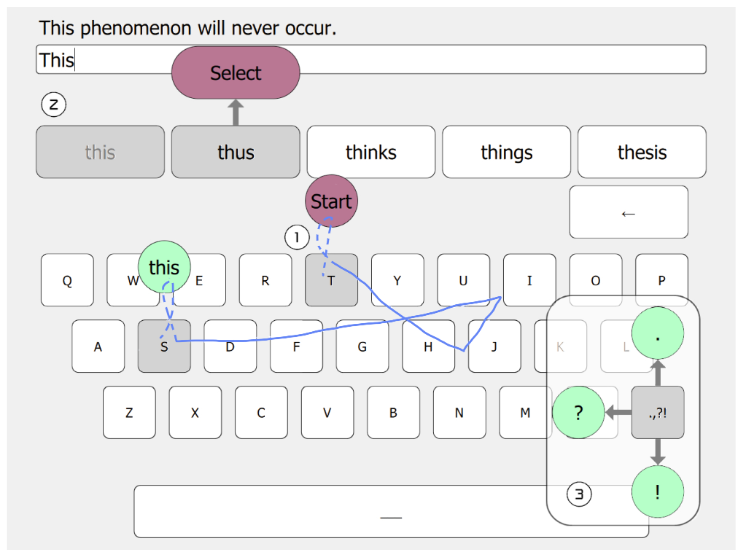 This phenomenon will never occur.
This
Select
2
this thus thinks things thesis
Start
1
←
Q W this E R T Y U I O P
A S D F G H J K L .
Z X C V B N M ? .,?!
3 !